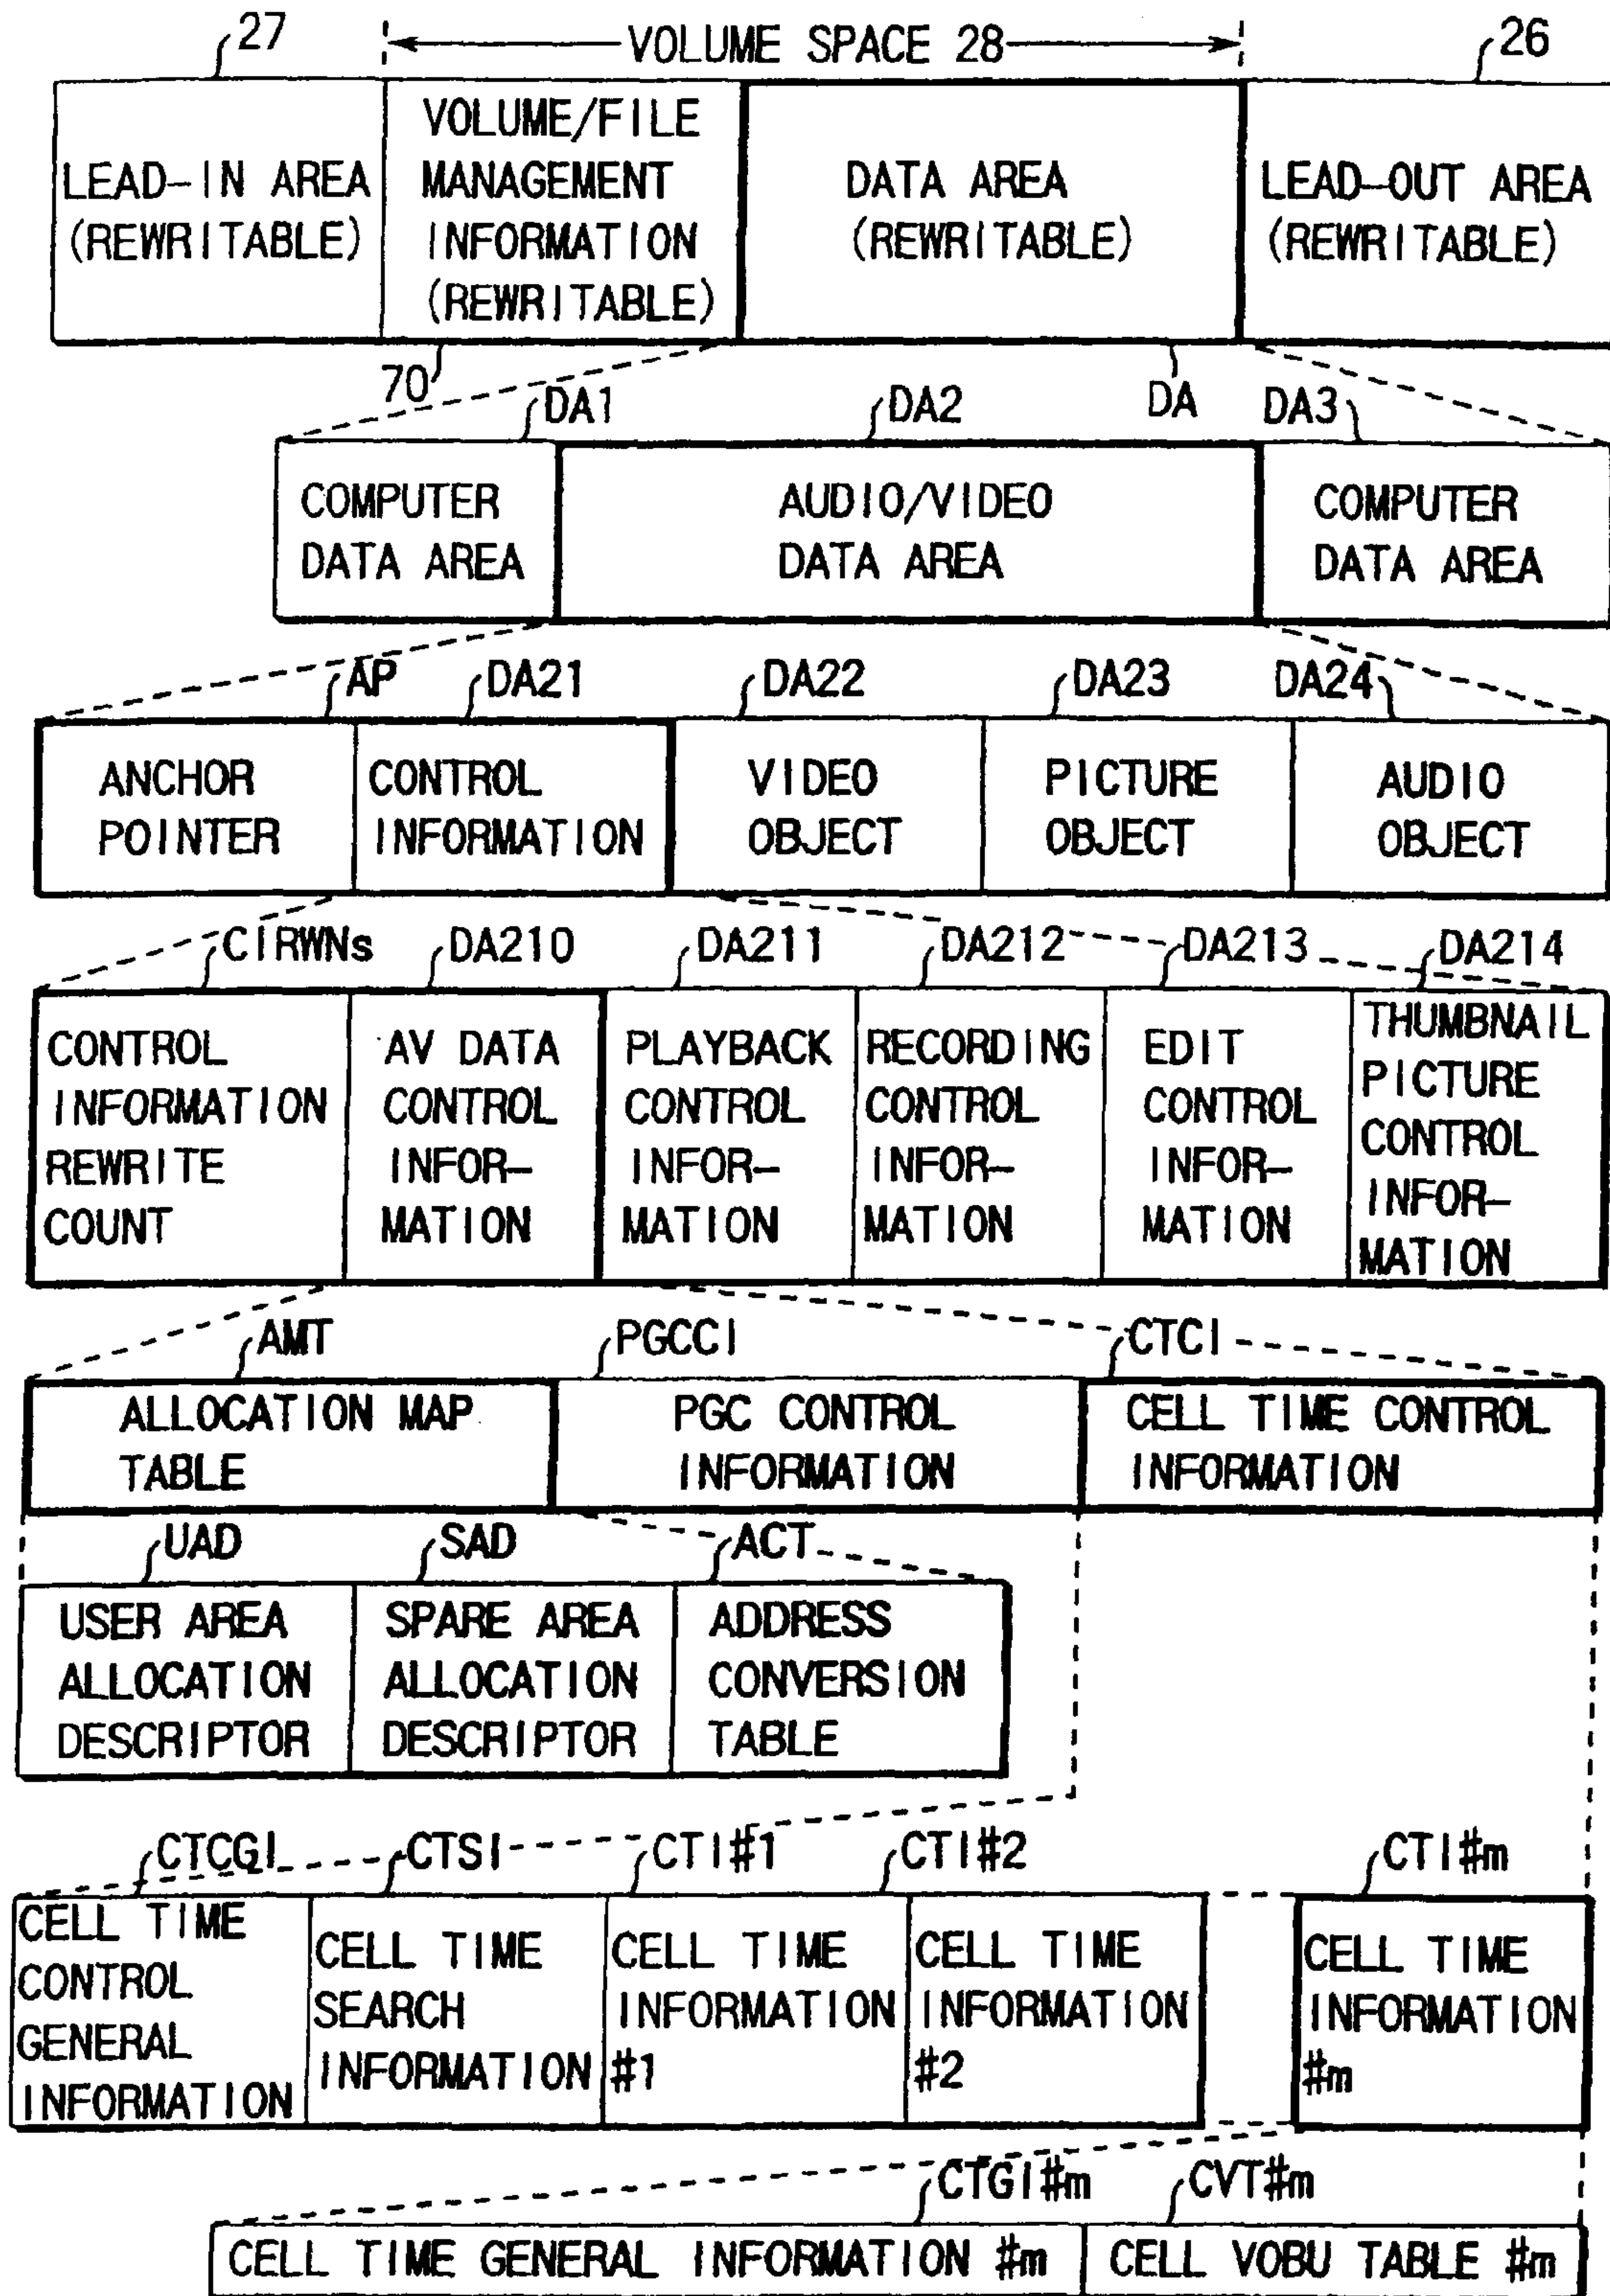 27
VOLUME SPACE 28
26
LEAD-IN AREA
(REWRITABLE)
VOLUME/FILE
MANAGEMENT
INFORMATION
(REWRITABLE)
DATA AREA
(REWRITABLE)
LEAD-OUT AREA
(REWRITABLE)
70
DA1
DA2
DA
DA3
COMPUTER
DATA AREA
AUDIO/VIDEO
DATA AREA
COMPUTER
DATA AREA
AP
DA21
DA22
DA23
DA24
ANCHOR
POINTER
CONTROL
INFORMATION
VIDEO
OBJECT
PICTURE
OBJECT
AUDIO
OBJECT
CIRWNs
DA210
DA211
DA212
DA213
DA214
CONTROL
INFORMATION
REWRITE
COUNT
AV DATA
CONTROL
INFOR-
MATION
PLAYBACK
CONTROL
INFOR-
MATION
RECORDING
CONTROL
INFOR-
MATION
EDIT
CONTROL
INFOR-
MATION
THUMBNAIL
PICTURE
CONTROL
INFOR-
MATION
AMT
PGCCI
CTCI
ALLOCATION MAP
TABLE
PGC CONTROL
INFORMATION
CELL TIME CONTROL
INFORMATION
UAD
SAD
ACT
USER AREA
ALLOCATION
DESCRIPTOR
SPARE AREA
ALLOCATION
DESCRIPTOR
ADDRESS
CONVERSION
TABLE
CTCGI
CTSI
CTI#1
CTI#2
CTI#m
CELL TIME
CONTROL
GENERAL
INFORMATION
CELL TIME
SEARCH
INFORMATION
CELL TIME
INFORMATION
#1
CELL TIME
INFORMATION
#2
CELL TIME
INFORMATION
#m
CTGI#m
CVT#m
CELL TIME GENERAL INFORMATION #m
CELL VOBU TABLE #m